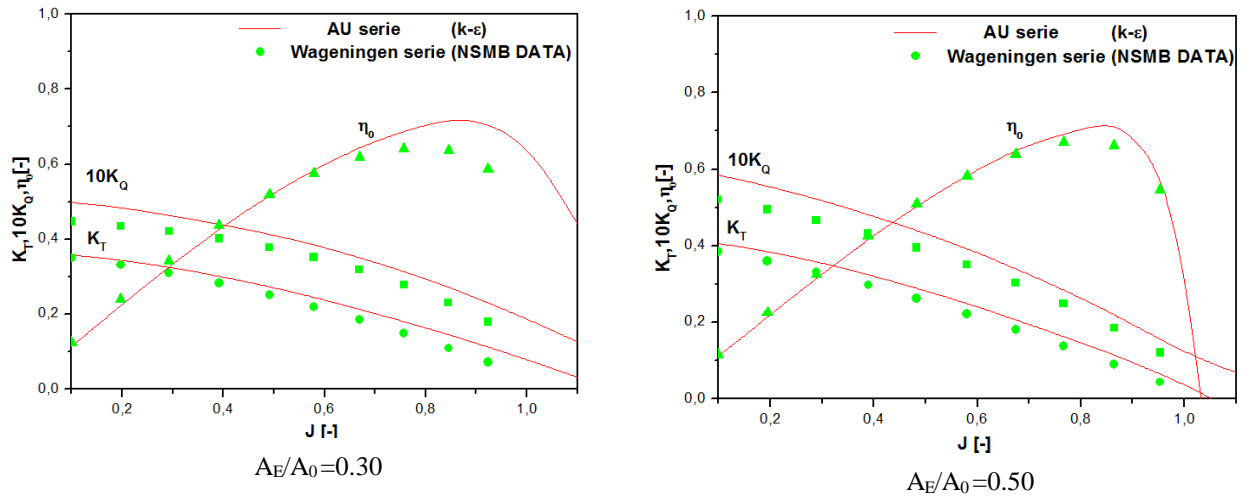 AU serie (k-ε)
Wageningen serie (NSMB DATA)
η0
10KQ
KT
KT,10KQ,η0[-]
1,0
0,8
0,6
0,4
0,2
0,0
0,2 0,4 0,6 0,8 1,0
J [-]
AE/A0=0.30
AU serie (k-ε)
Wageningen serie (NSMB DATA)
η0
10KQ
KT
KT,10KQ,η0[-]
1,0
0,8
0,6
0,4
0,2
0,0
0,2 0,4 0,6 0,8 1,0
J [-]
AE/A0=0.50